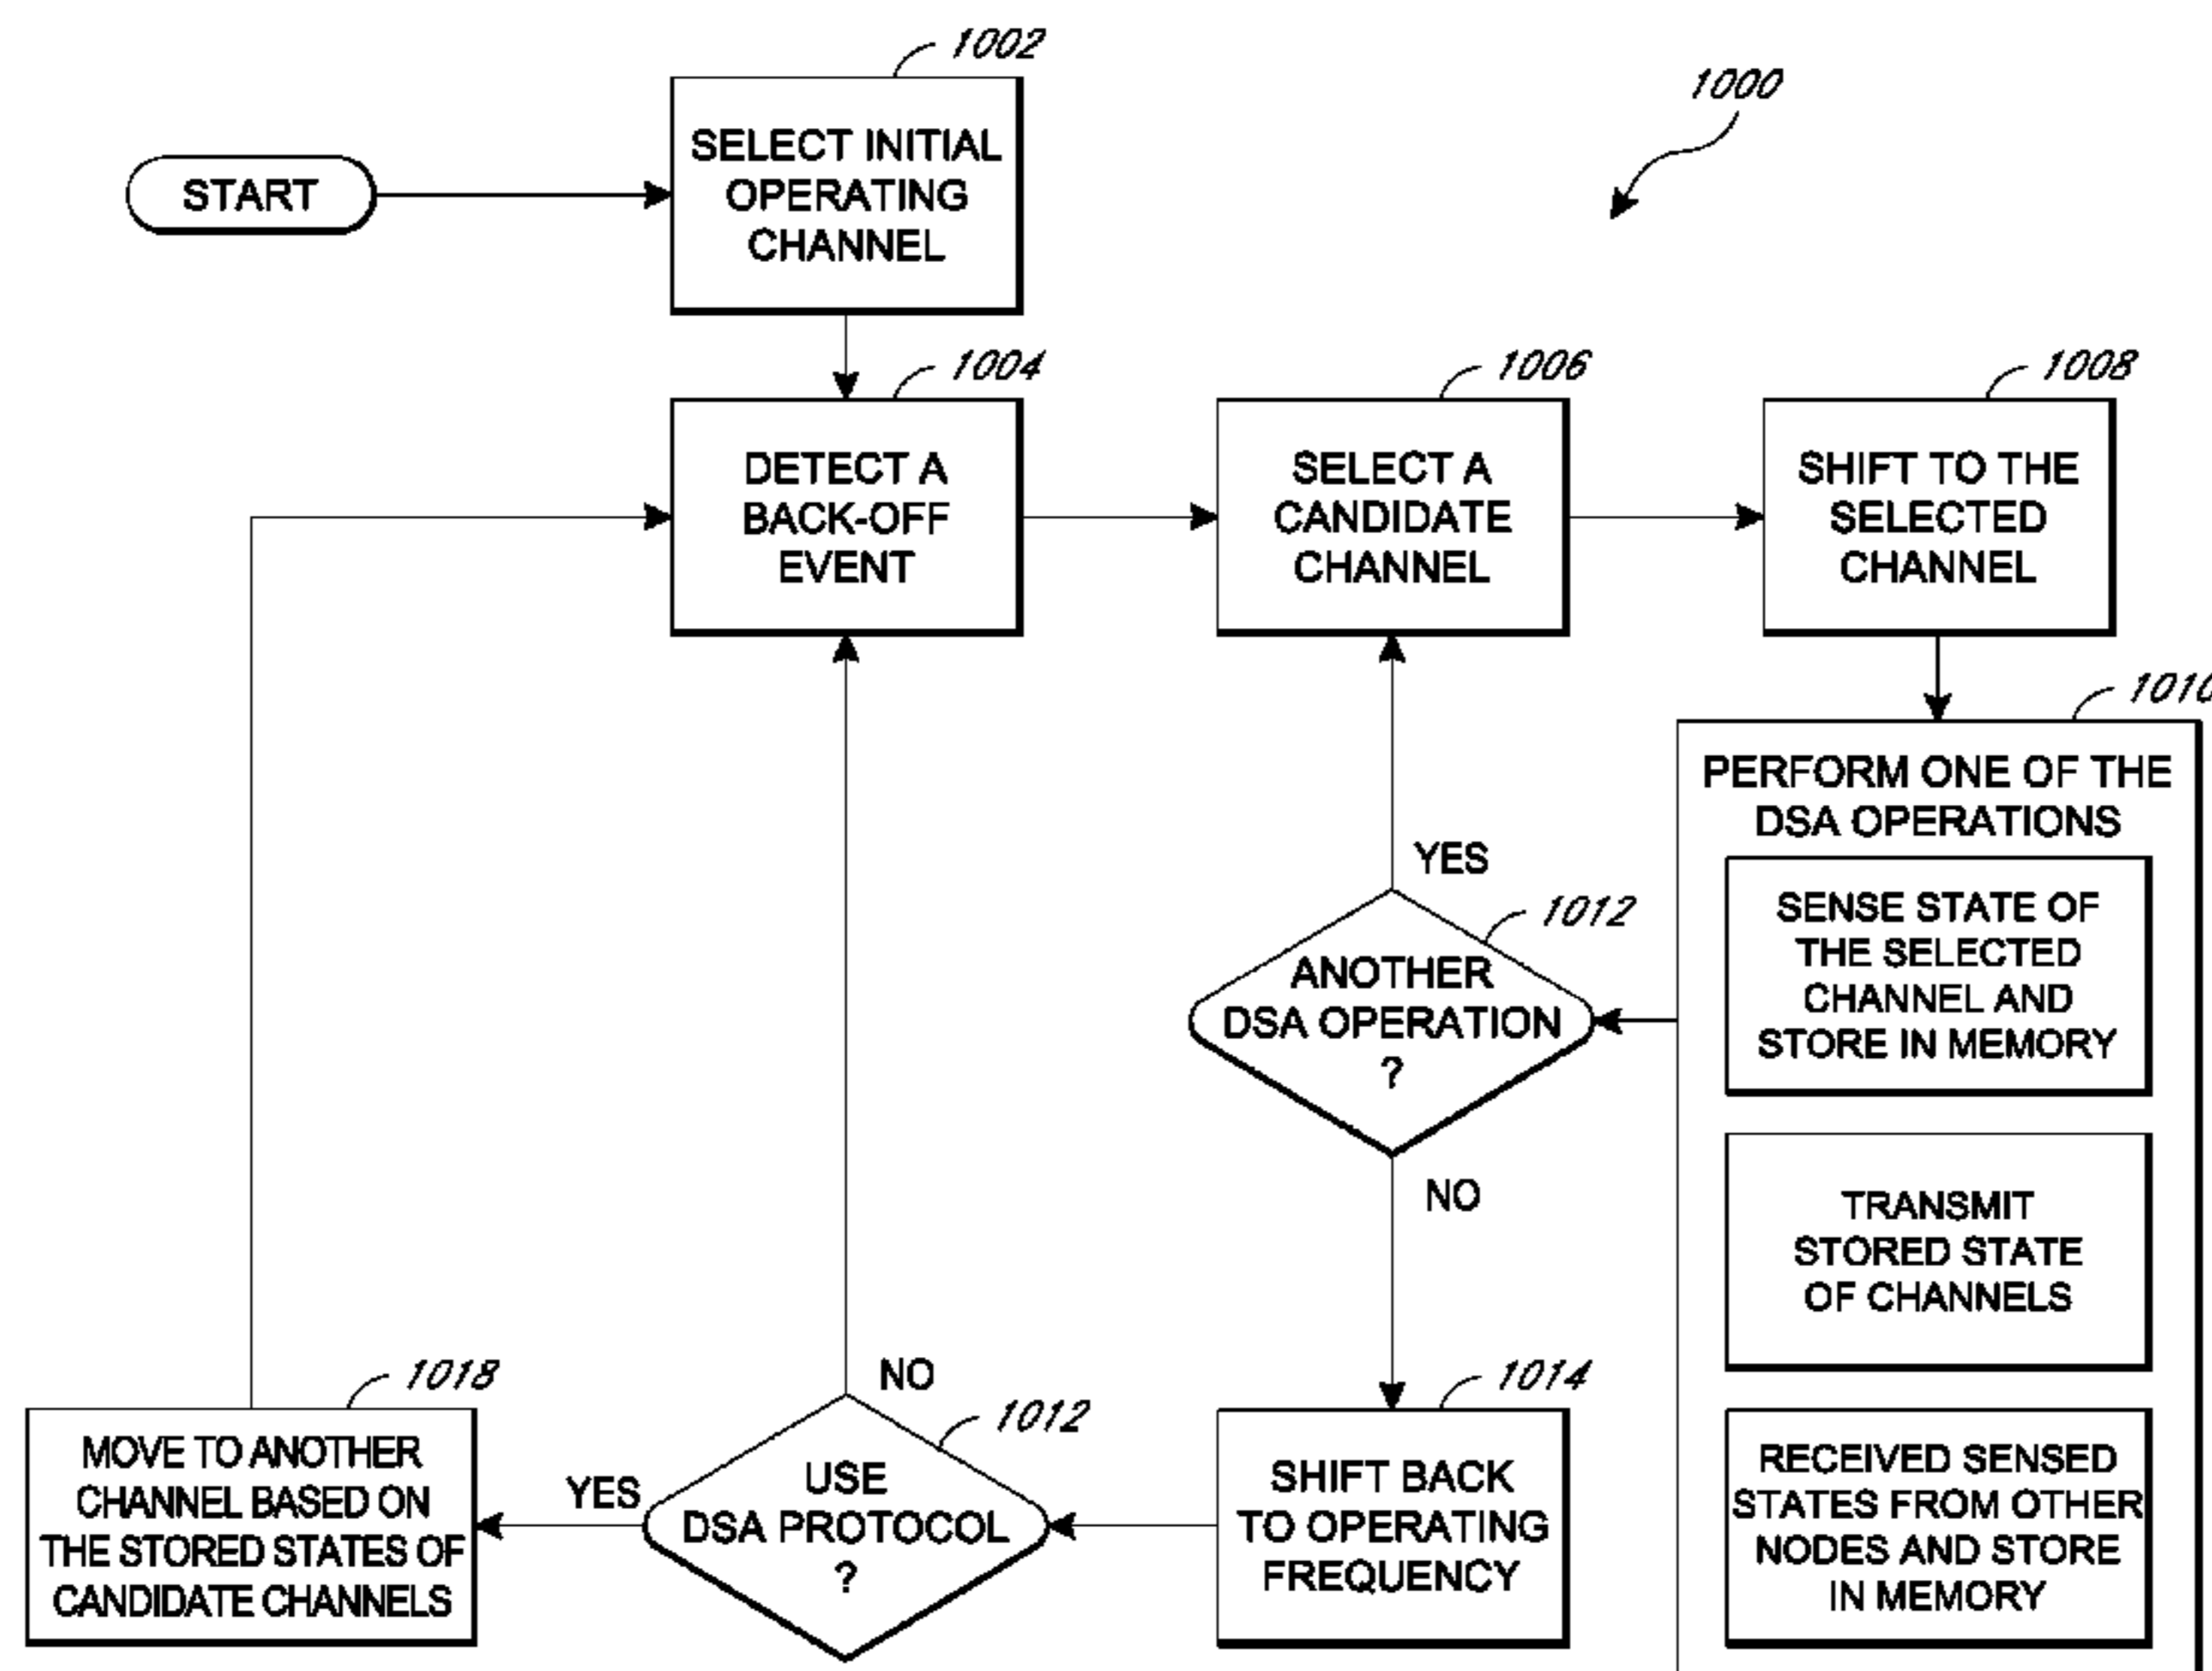 1002
1000
START
SELECT INITIAL
OPERATING
CHANNEL
1004
DETECT A
BACK-OFF
EVENT
1006
SELECT A
CANDIDATE
CHANNEL
1008
SHIFT TO THE
SELECTED
CHANNEL
1010
PERFORM ONE OF THE
DSA OPERATIONS
SENSE STATE OF
THE SELECTED
CHANNEL AND
STORE IN MEMORY
TRANSMIT
STORED STATE
OF CHANNELS
RECEIVED SENSED
STATES FROM OTHER
NODES AND STORE
IN MEMORY
YES
1012
ANOTHER
DSA OPERATION
?
NO
1014
SHIFT BACK
TO OPERATING
FREQUENCY
NO
1012
USE
DSA PROTOCOL
?
YES
1018
MOVE TO ANOTHER
CHANNEL BASED ON
THE STORED STATES OF
CANDIDATE CHANNELS